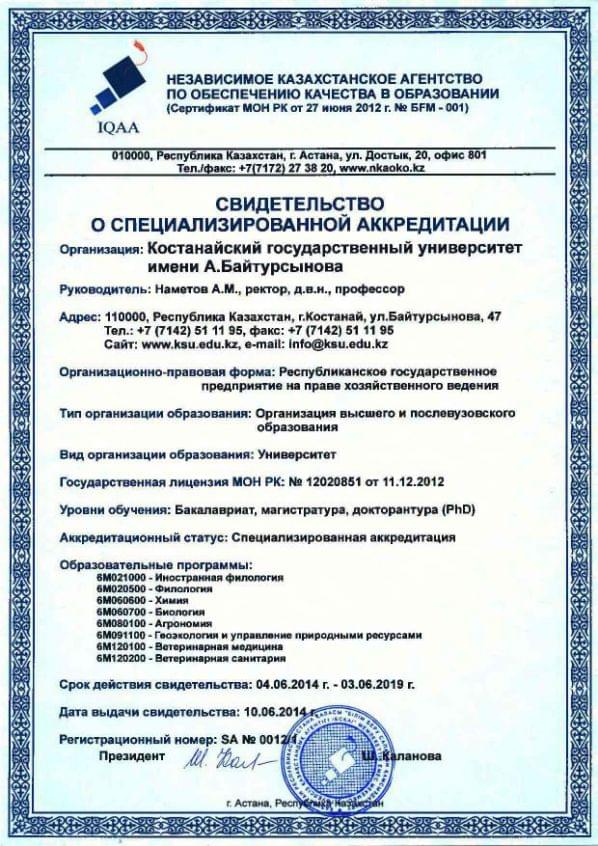 IQAA
НЕЗАВИСИМОЕ КАЗАХСТАНСКОЕ АГЕНТСТВО
ПО ОБЕСПЕЧЕНИЮ КАЧЕСТВА В ОБРАЗОВАНИИ
(Сертификат МОН РК от 27 июня 2012 г. № БFM - 001)
010000, Республика Казахстан, г. Астана, ул. Достык, 20, офис 801
Тел./факс: +7(7172) 27 38 20, www.nkaoko.kz
СВИДЕТЕЛЬСТВО
О СПЕЦИАЛИЗИРОВАННОЙ АККРЕДИТАЦИИ
Организация: Костанайский государственный университет
имени А.Байтурсынова
Руководитель: Наметов А.М., ректор, д.в.н., профессор
Адрес: 110000, Республика Казахстан, г.Костанай, ул.Байтурсынова, 47
Тел.: +7 (7142) 51 11 95, факс: +7 (7142) 51 11 95
Сайт: www.ksu.edu.kz, e-mail: info@ksu.edu.kz
Организационно-правовая форма: Республиканское государственное
предприятие на праве хозяйственного ведения
Тип организации образования: Организация высшего и послевузовского
образования
Вид организации образования: Университет
Государственная лицензия МОН РК: № 12020851 от 11.12.2012
Уровни обучения: Бакалавриат, магистратура, докторантура (PhD)
Аккредитационный статус: Специализированная аккредитация
Образовательные программы:
6М021000 - Иностранная филология
6М020500 - Филология
6М060600 - Химия
6М060700 - Биология
6М080100 - Агрономия
6М091100 - Геоэкология и управление природными ресурсами
6М120100 - Ветеринарная медицина
6М120200 - Ветеринарная санитария
Срок действия свидетельства: 04.06.2014 г. - 03.06.2019 г.
Дата выдачи свидетельства: 10.06.2014 г.
Регистрационный номер: SA № 0012/1
Президент Ш. Каланова
г. Астана, Республика Казахстан